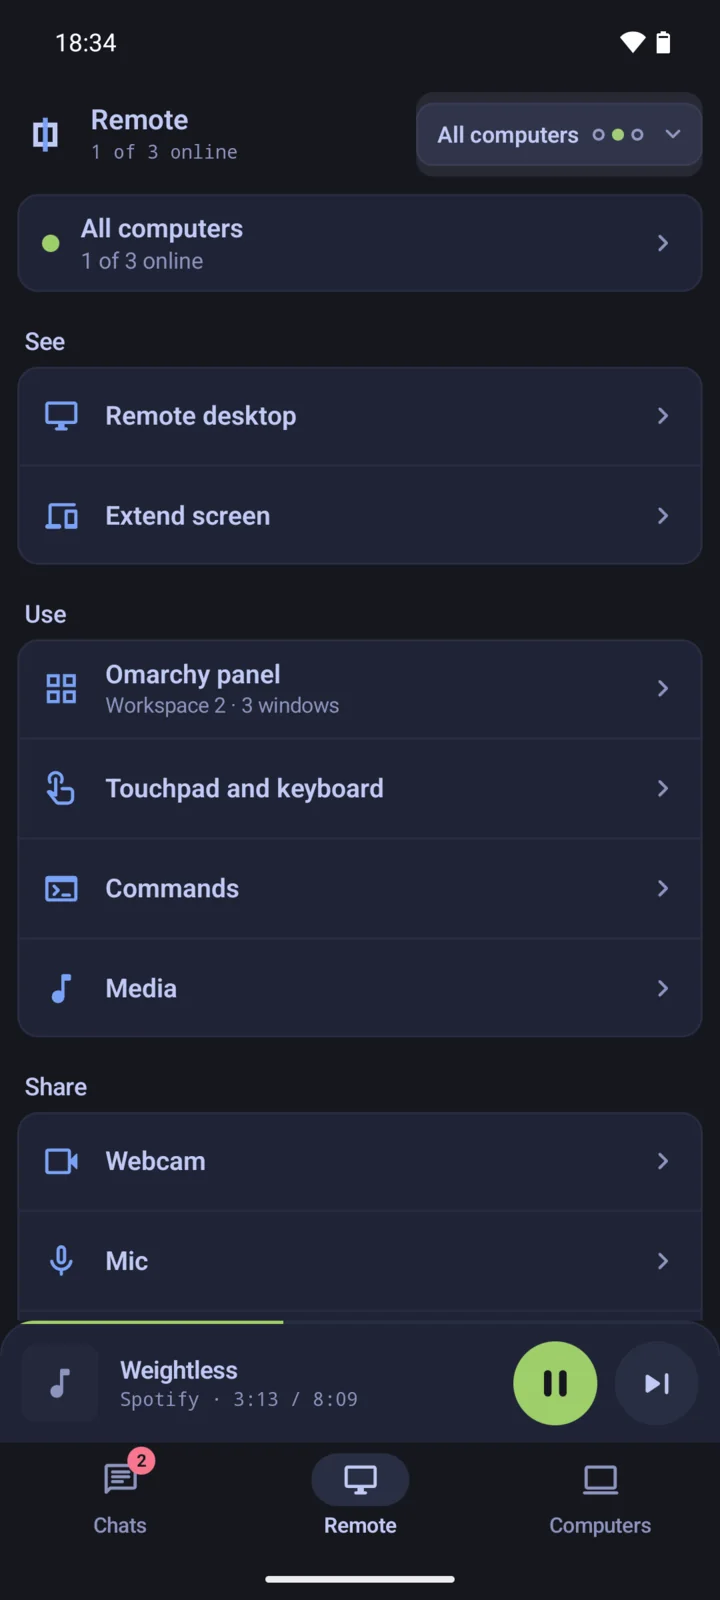 18:34
Remote
1 of 3 online
All computers
All computers
1 of 3 online
See
Remote desktop
Extend screen
Use
Omarchy panel
Workspace 2 · 3 windows
Touchpad and keyboard
Commands
Media
Share
Webcam
Mic
Weightless
Spotify · 3:13 / 8:09
2
Chats
Remote
Computers